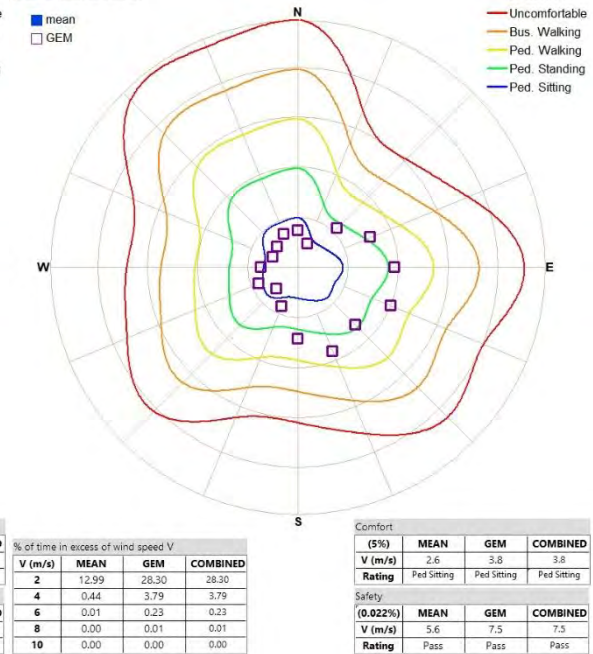 N
mean
GEM
Uncomfortable
Bus. Walking
Ped. Walking
Ped. Standing
Ped. Sitting
W
E
S
% of time in excess of wind speed V
V (m/s) MEAN GEM COMBINED
2 12.99 28.30 28.30
4 0.44 3.79 3.79
6 0.01 0.23 0.23
8 0.00 0.01 0.01
10 0.00 0.00 0.00
Comfort
(5%) MEAN GEM COMBINED
V (m/s) 2.6 3.8 3.8
Rating Ped Sitting Ped Sitting Ped Sitting
Safety
(0.022%) MEAN GEM COMBINED
V (m/s) 5.6 7.5 7.5
Rating Pass Pass Pass